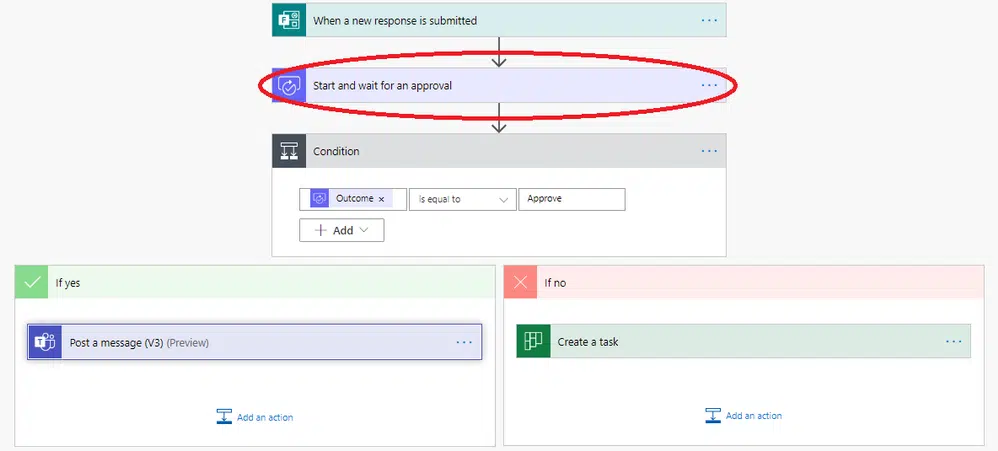 When a new response is submitted
Start and wait for an approval
Condition
Outcome × Is equal to Approve
Add
If yes
If no
Post a message (V3) (Preview)
Create a task
Add an action
Add an action